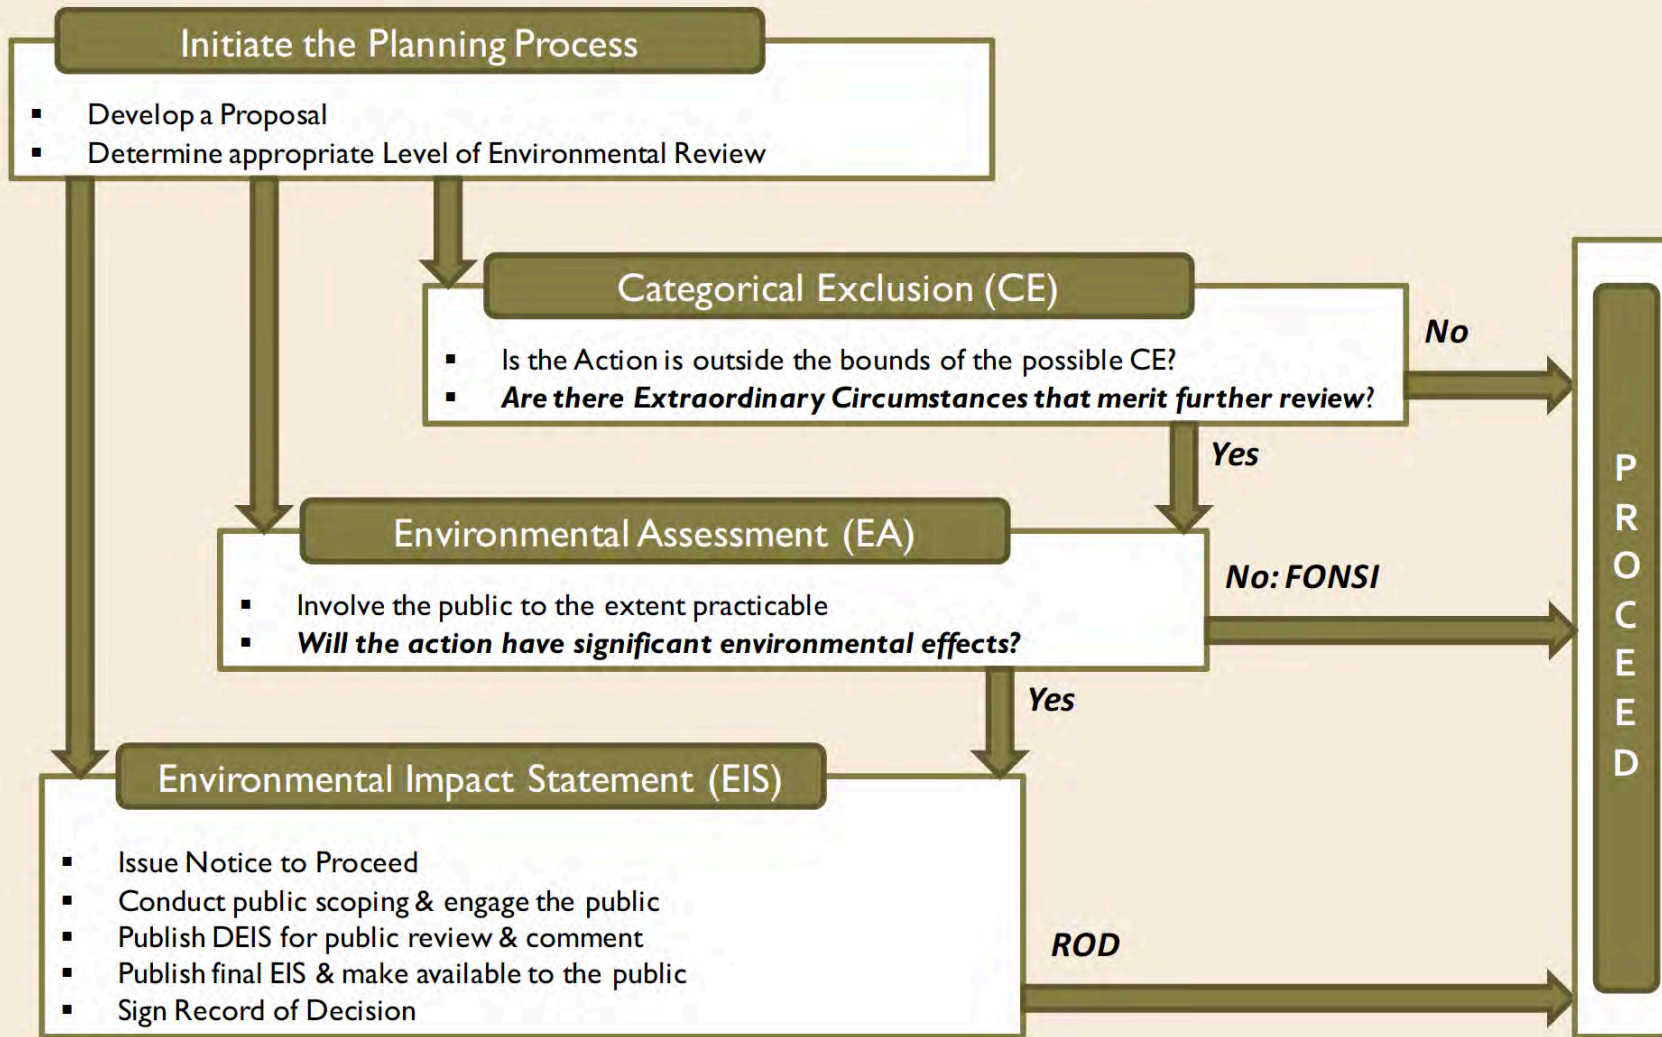 Initiate the Planning Process
▪ Develop a Proposal
▪ Determine appropriate Level of Environmental Review
Categorical Exclusion (CE)
▪ Is the Action is outside the bounds of the possible CE?
▪ Are there Extraordinary Circumstances that merit further review?
No
Yes
Environmental Assessment (EA)
▪ Involve the public to the extent practicable
▪ Will the action have significant environmental effects?
No: FONSI
Yes
Environmental Impact Statement (EIS)
▪ Issue Notice to Proceed
▪ Conduct public scoping & engage the public
▪ Publish DEIS for public review & comment
▪ Publish final EIS & make available to the public
▪ Sign Record of Decision
ROD
PROCEED